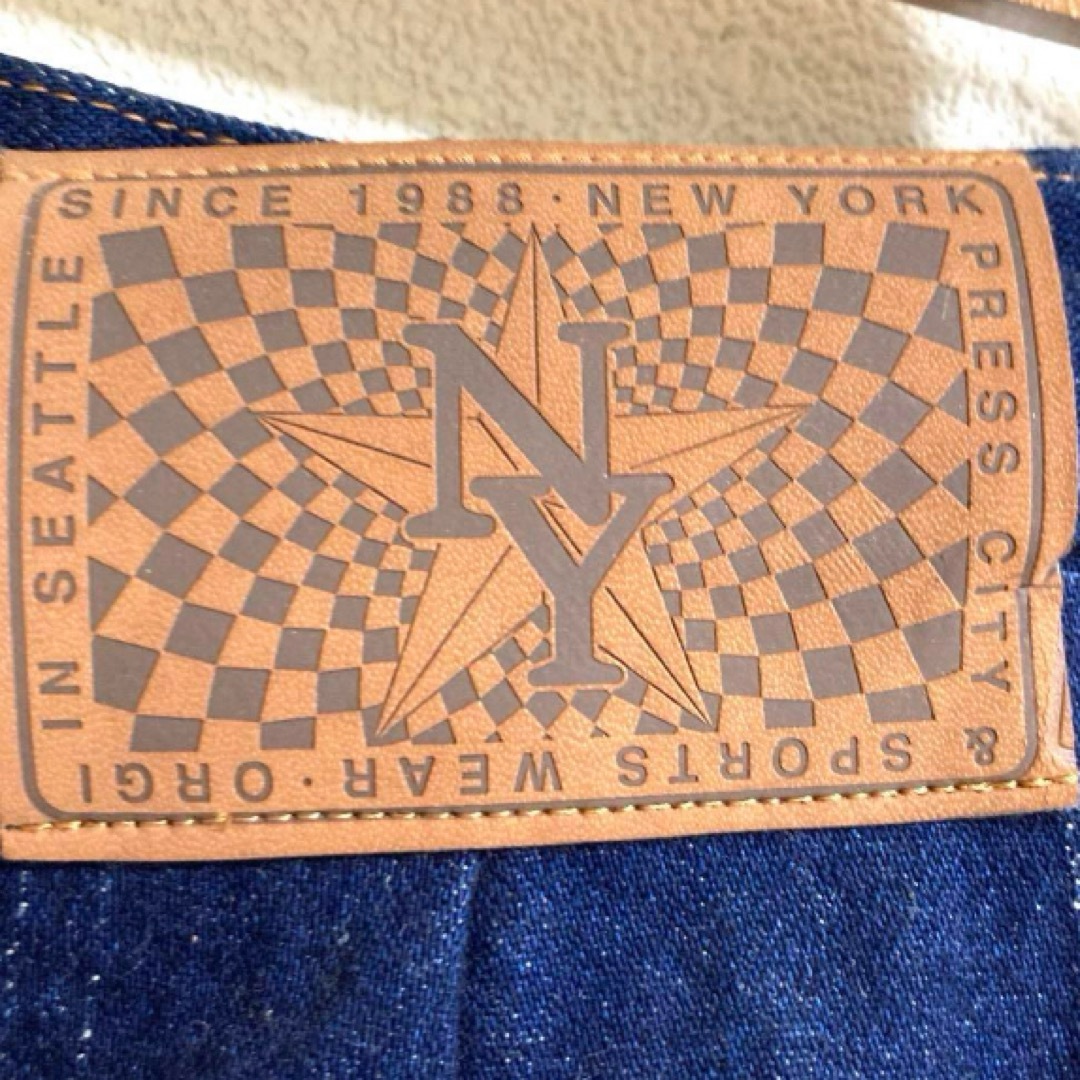 SINCE 1988·NEW YORK
PRESS CITY
& SPORTS WEAR·ORGI
IN SEATTLE
NY